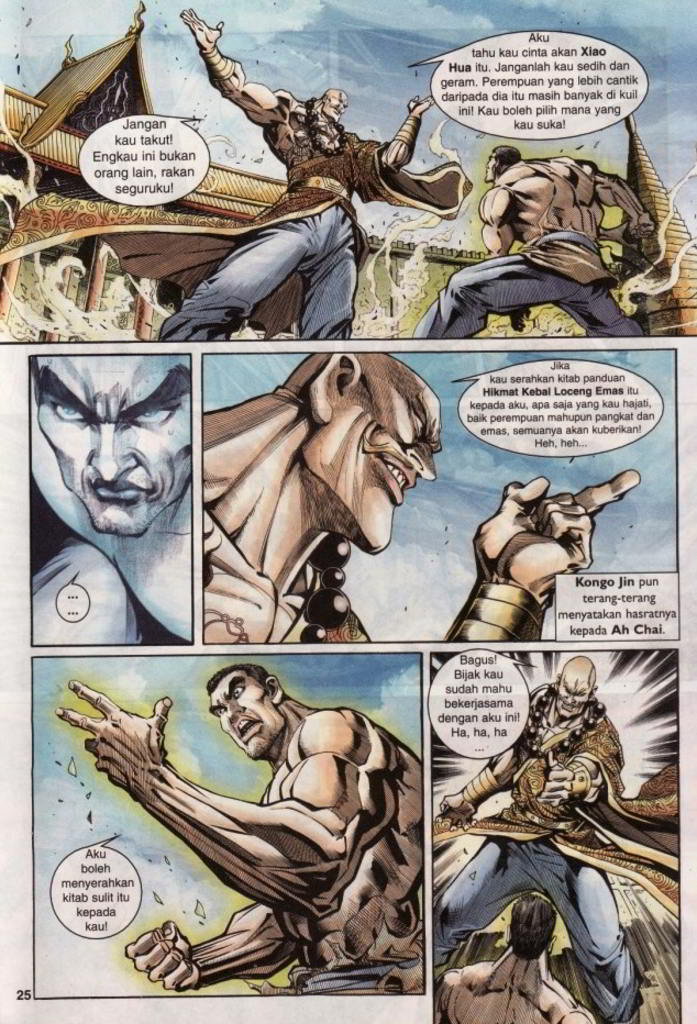 Jangan
kau takut!
Engkau ini bukan
orang lain, rakan
seguruku!
Aku
tahu kau cinta akan Xiao
Hua itu. Janganlah kau sedih dan
geram. Perempuan yang lebih cantik
daripada dia itu masih banyak di kuil
ini! Kau boleh pilih mana yang
kau suka!
...
...
Jika
kau serahkan kitab panduan
Hikmat Kebal Loceng Emas itu
kepada aku, apa saja yang kau hajati,
baik perempuan mahupun pangkat dan
emas, semuanya akan kuberikan!
Heh, heh...
Kongo Jin pun
terang-terang
menyatakan hasratnya
kepada Ah Chai.
Aku
boleh
menyerahkan
kitab sulit itu
kepada
kau!
Bagus!
Bijak kau
sudah mahu
bekerjasama
dengan aku ini!
Ha, ha, ha
...
25